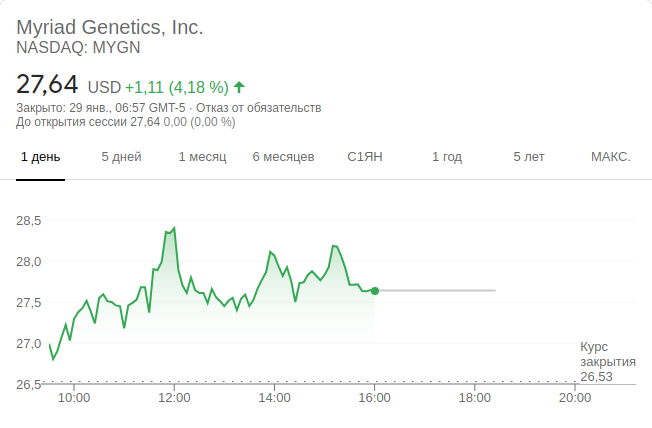 Myriad Genetics, Inc.
NASDAQ: MYGN
27,64 USD +1,11 (4,18 %)
Закрыто: 29 янв., 06:57 GMT-5 · Отказ от обязательств
До открытия сессии 27,64 0,00 (0,00 %)
1 день 5 дней 1 месяц 6 месяцев С1ЯН 1 год 5 лет МАКС.
28,5
28,0
27,5
27,0
Курс
закрытия
26,53
26,5
10:00 12:00 14:00 16:00 18:00 20:00